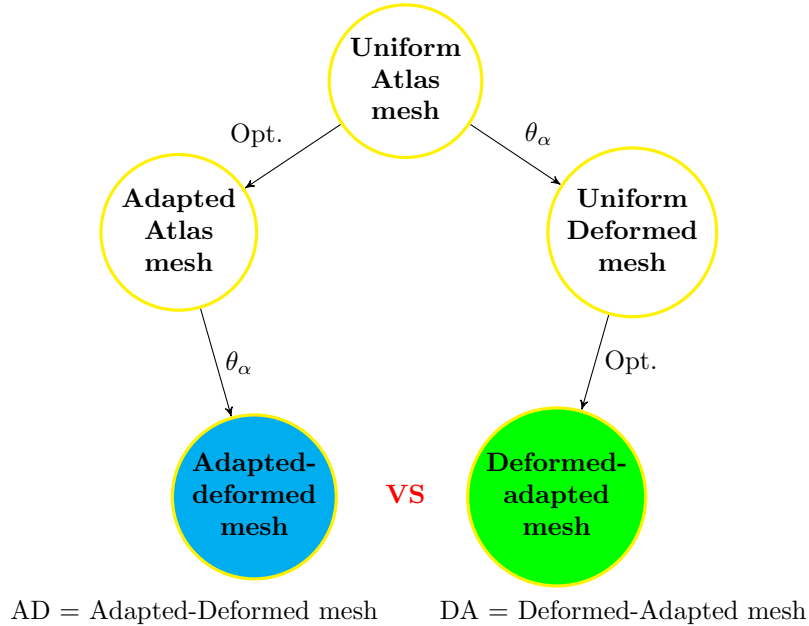 Uniform
Atlas
mesh
Opt.
θα
Adapted
Atlas
mesh
Uniform
Deformed
mesh
θα
Opt.
Adapted-
deformed
mesh
VS
Deformed-
adapted
mesh
AD = Adapted-Deformed mesh
DA = Deformed-Adapted mesh